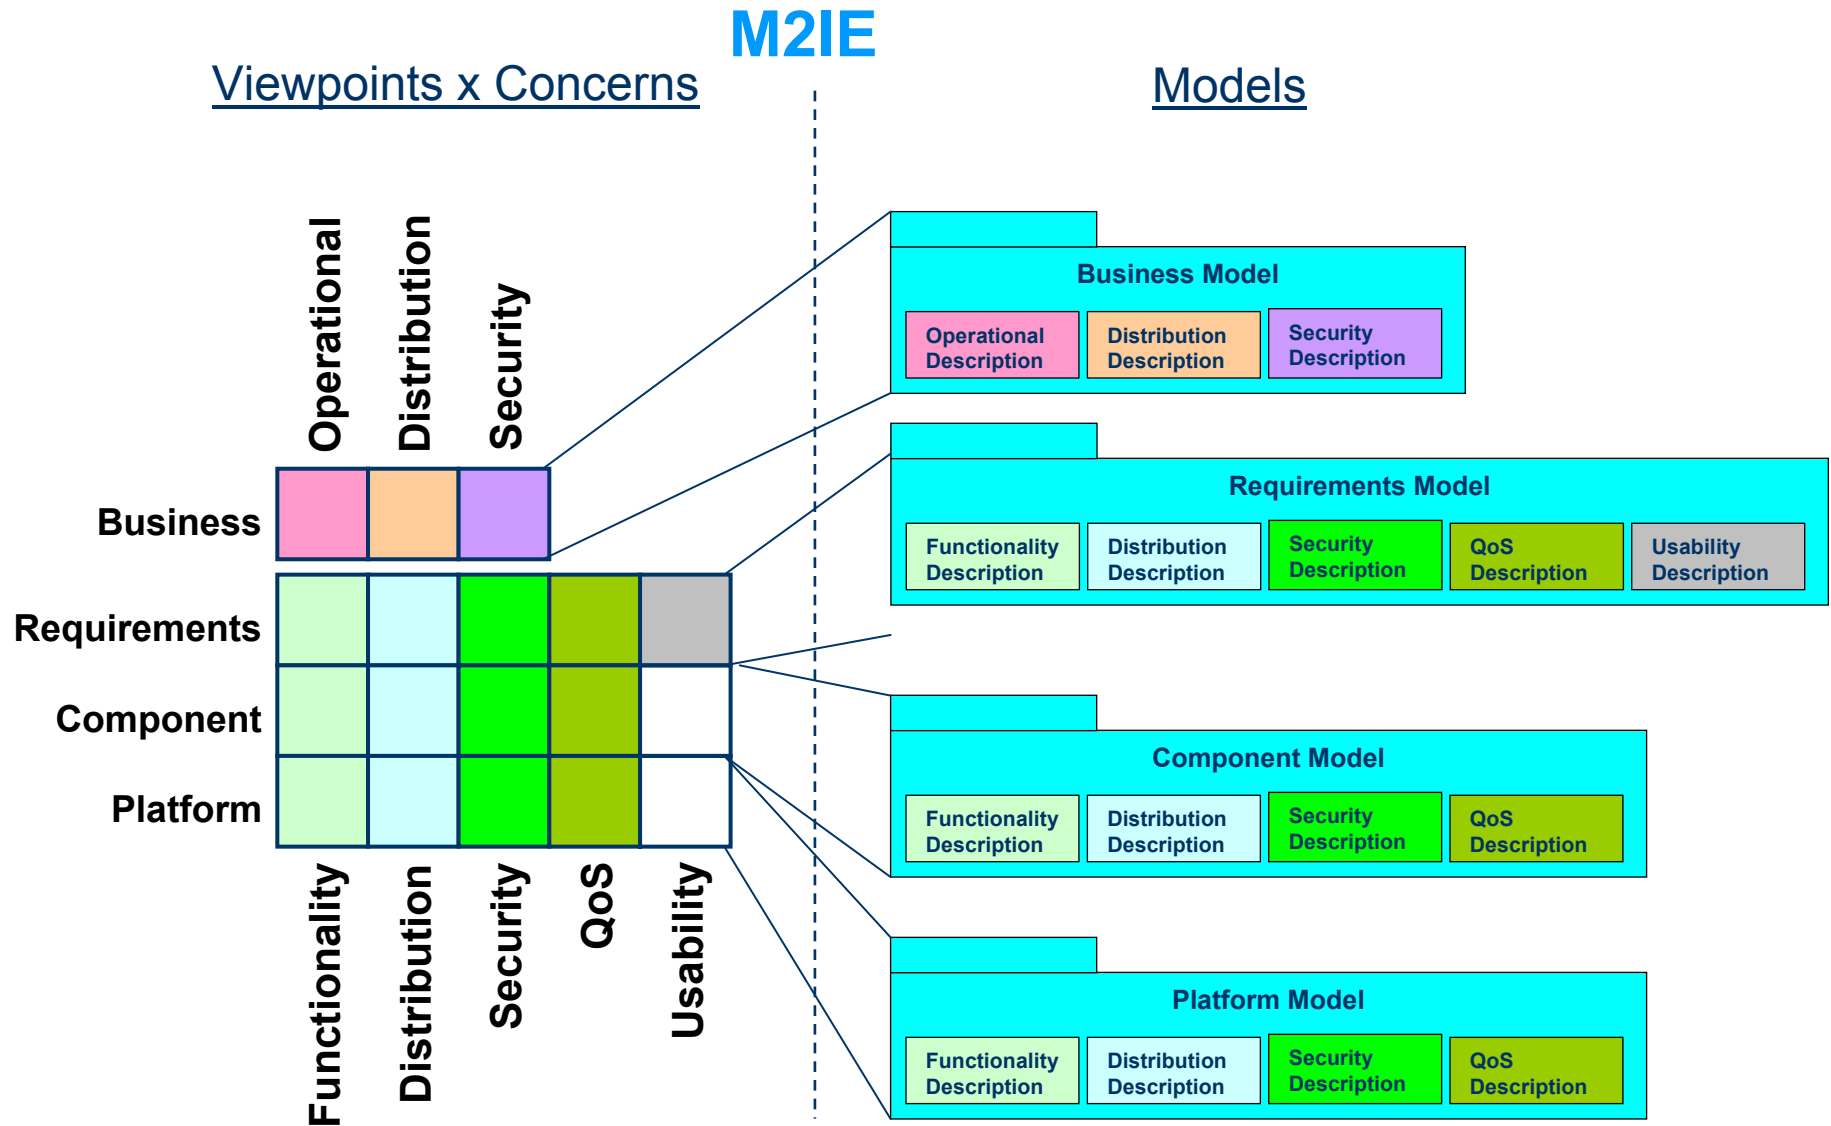 M2IE
Viewpoints x Concerns
Models
Operational
Distribution
Security
Business
Requirements
Component
Platform
Functionality
Distribution
Security
QoS
Usability
Business Model
Operational
Description
Distribution
Description
Security
Description
Requirements Model
Functionality
Description
Distribution
Description
Security
Description
QoS
Description
Usability
Description
Component Model
Functionality
Description
Distribution
Description
Security
Description
QoS
Description
Platform Model
Functionality
Description
Distribution
Description
Security
Description
QoS
Description